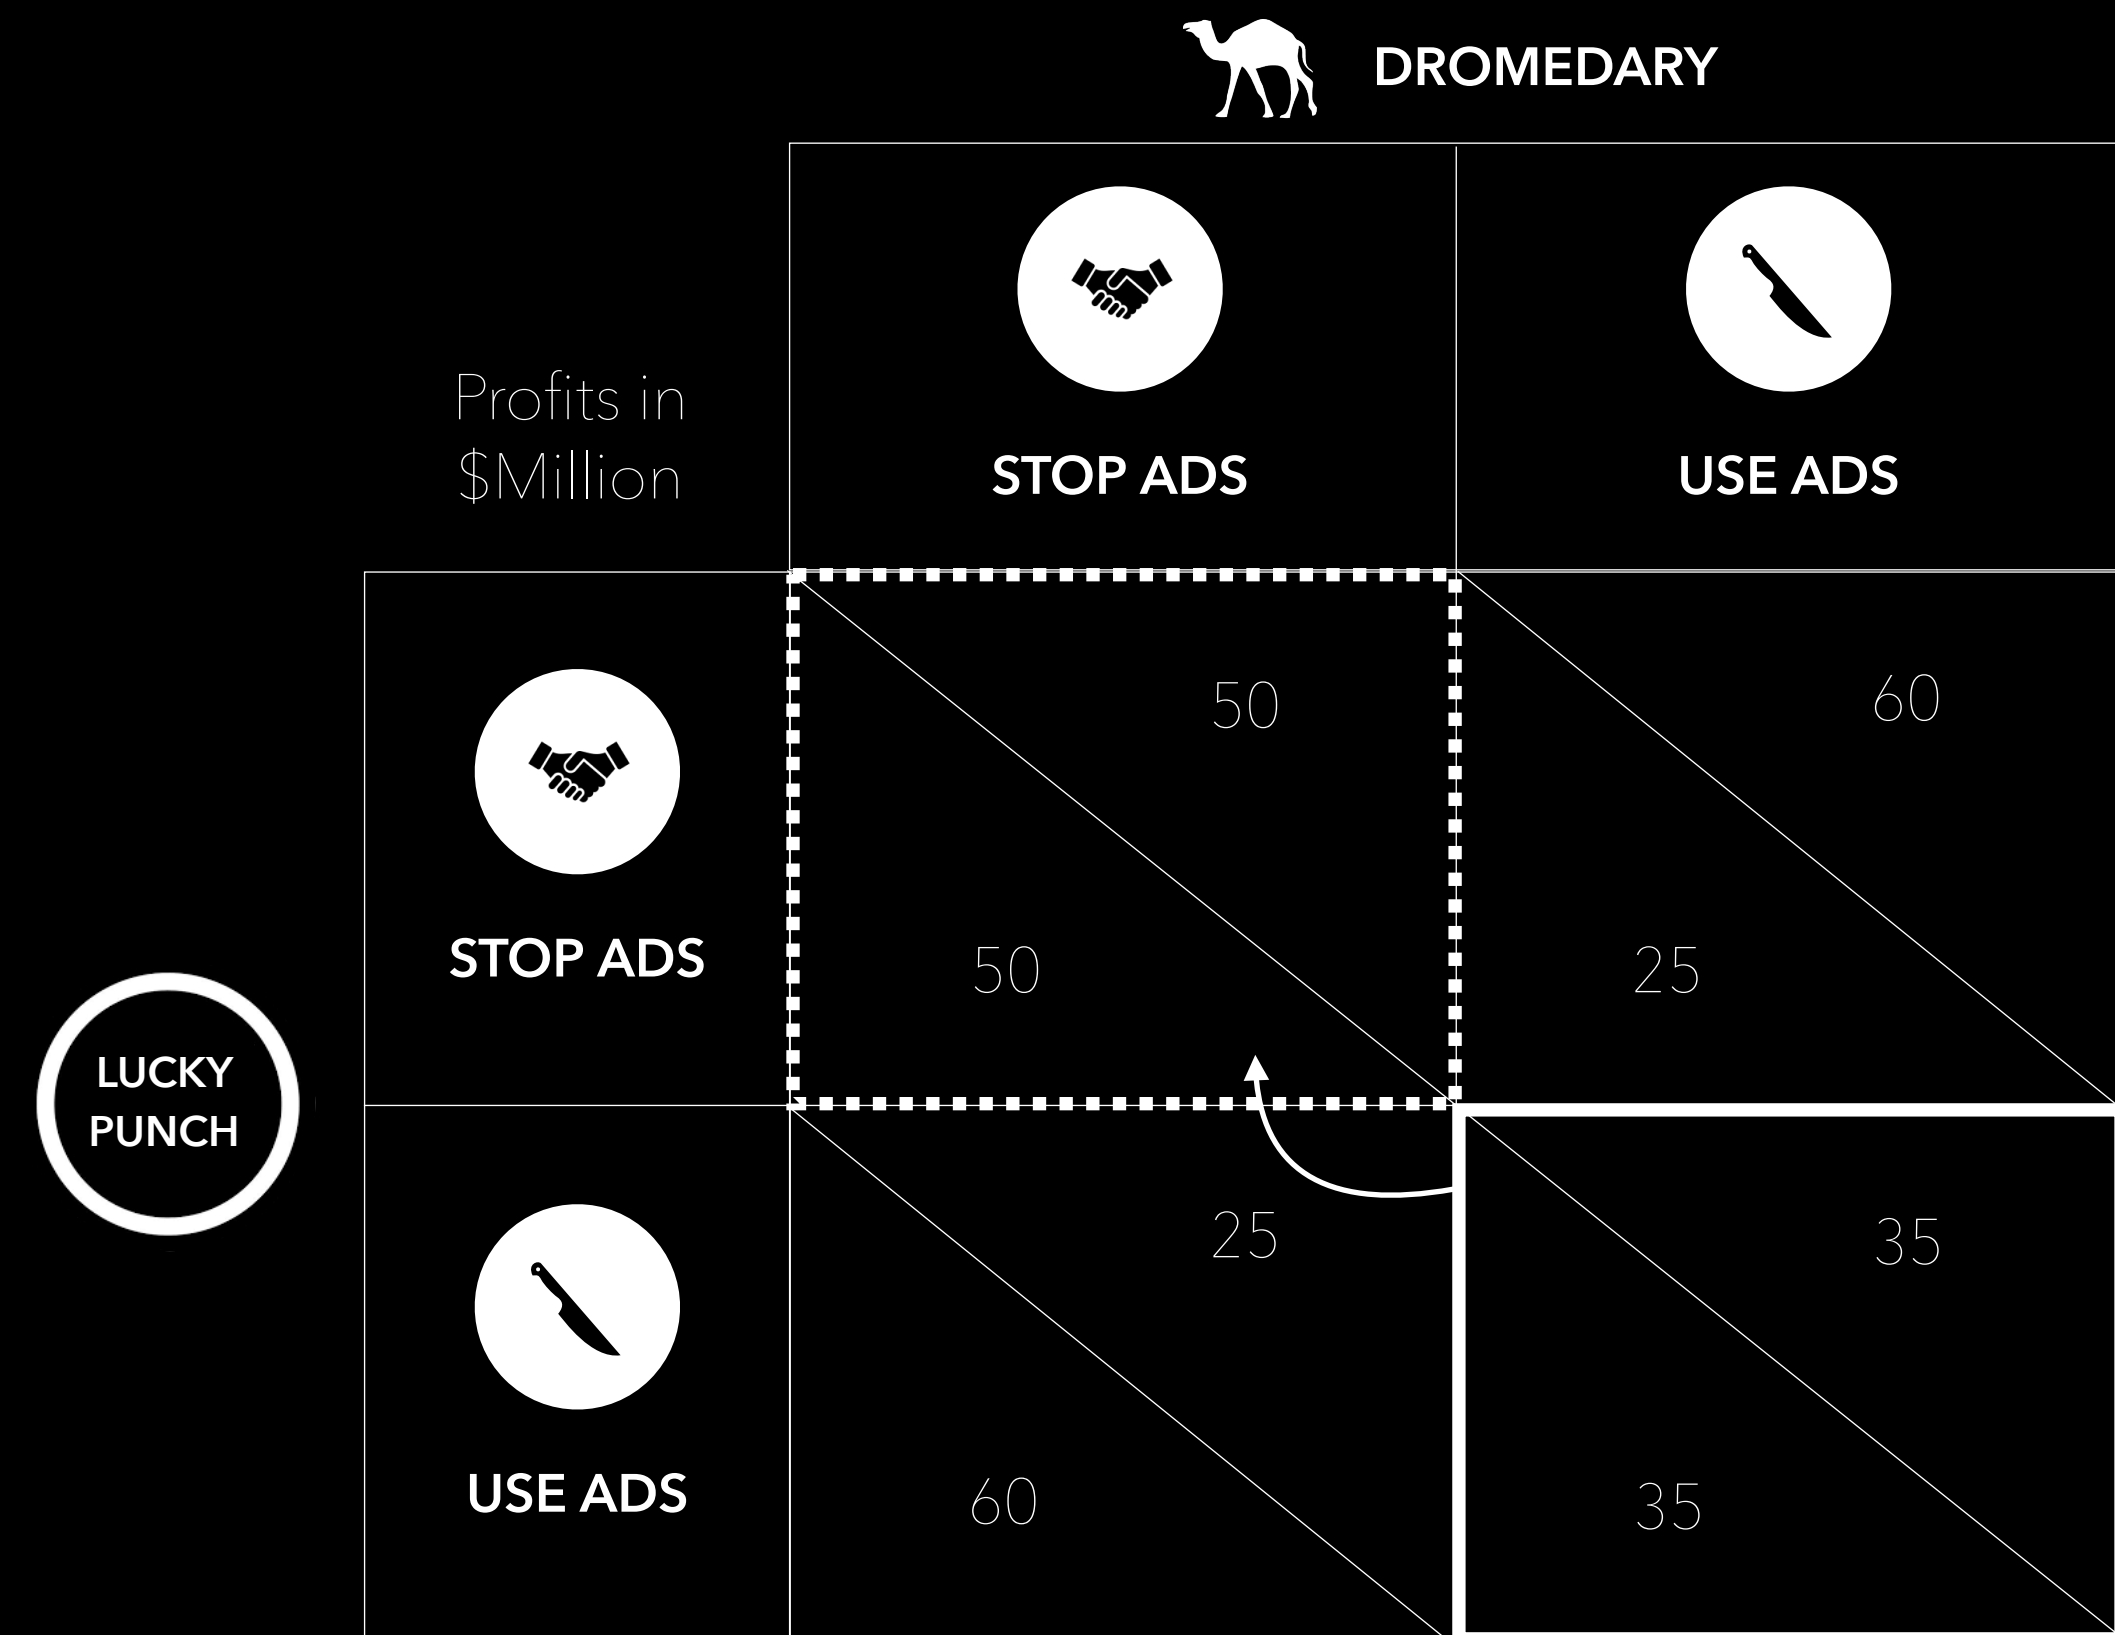 DROMEDARY
Profits in
$Million
STOP ADS
USE ADS
STOP ADS
50
50
60
25
LUCKY
PUNCH
USE ADS
25
60
35
35